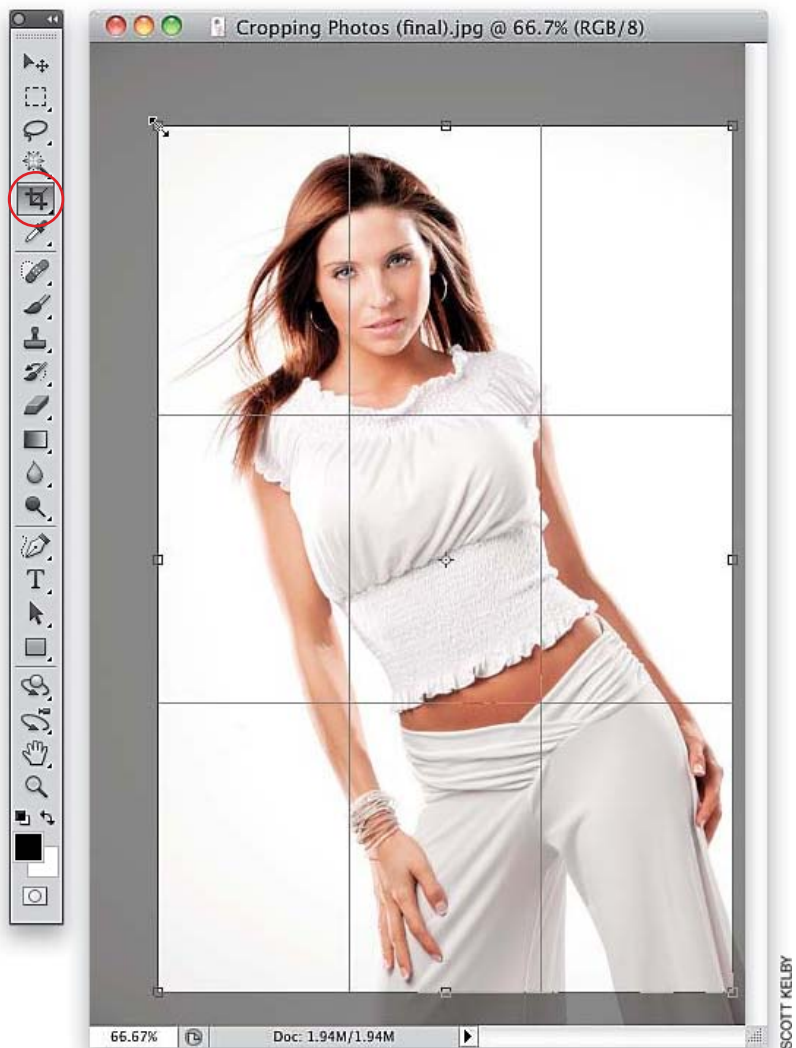 Cropping Photos (final).jpg @ 66.7% (RGB/8)
T
66.67% Doc: 1.94M/1.94M
SCOTT KELBY